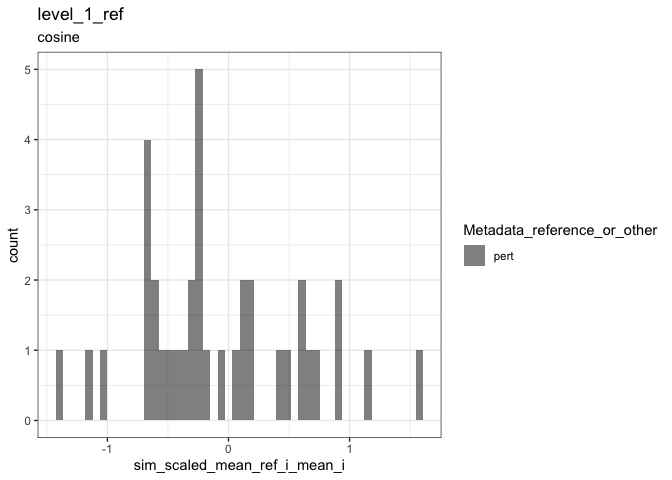 level_1_ref
cosine
5
4
3
2
1
0
count
-1
0
1
sim_scaled_mean_ref_i_mean_i
Metadata_reference_or_other
pert